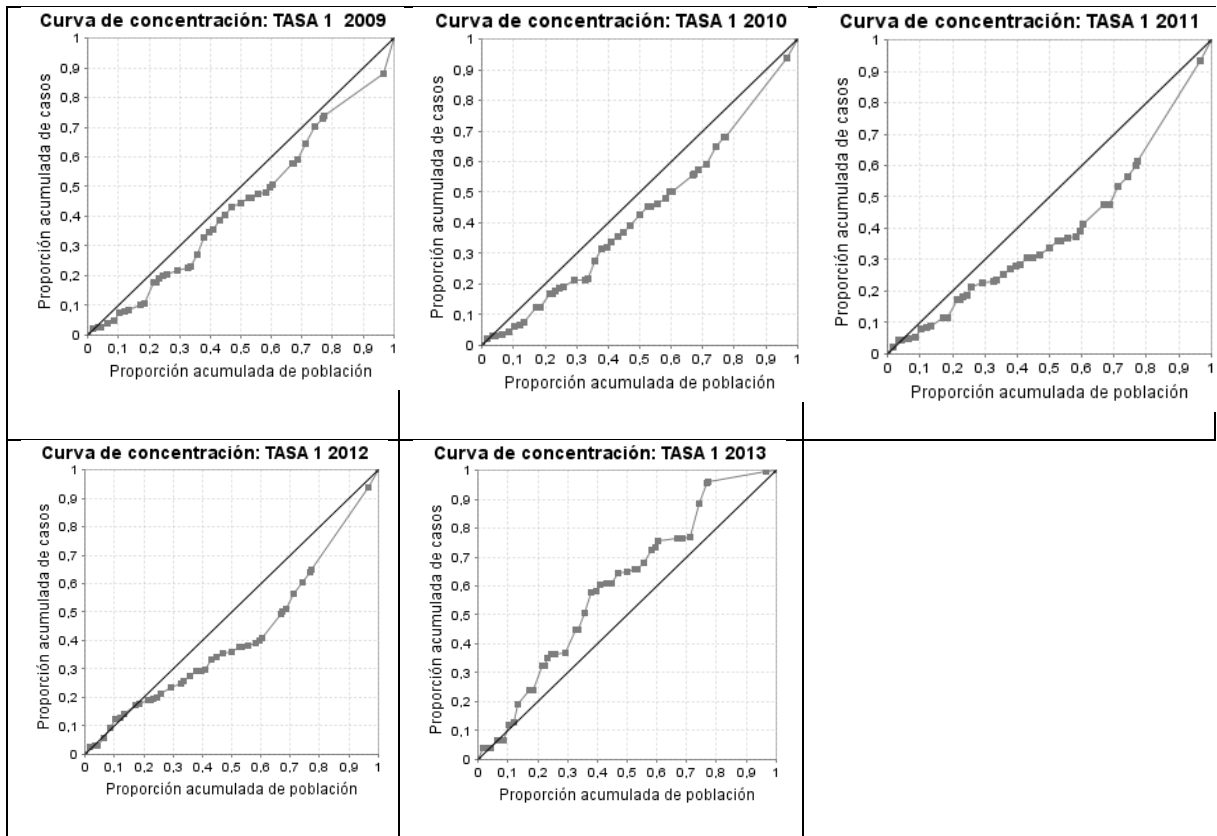 Curva de concentración: TASA 1  2009
Proporción acumulada de casos
1
0,9
0,8
0,7
0,6
0,5
0,4
0,3
0,2
0,1
0
0 0,1 0,2 0,3 0,4 0,5 0,6 0,7 0,8 0,9 1
Proporción acumulada de población
Curva de concentración: TASA 1 2010
Proporción acumulada de casos
1
0,9
0,8
0,7
0,6
0,5
0,4
0,3
0,2
0,1
0
0 0,1 0,2 0,3 0,4 0,5 0,6 0,7 0,8 0,9 1
Proporción acumulada de población
Curva de concentración: TASA 1 2011
Proporción acumulada de casos
1
0,9
0,8
0,7
0,6
0,5
0,4
0,3
0,2
0,1
0
0 0,1 0,2 0,3 0,4 0,5 0,6 0,7 0,8 0,9 1
Proporción acumulada de población
Curva de concentración: TASA 1 2012
Proporción acumulada de casos
1
0,9
0,8
0,7
0,6
0,5
0,4
0,3
0,2
0,1
0
0 0,1 0,2 0,3 0,4 0,5 0,6 0,7 0,8 0,9 1
Proporción acumulada de población
Curva de concentración: TASA 1 2013
Proporción acumulada de casos
1
0,9
0,8
0,7
0,6
0,5
0,4
0,3
0,2
0,1
0
0 0,1 0,2 0,3 0,4 0,5 0,6 0,7 0,8 0,9 1
Proporción acumulada de población